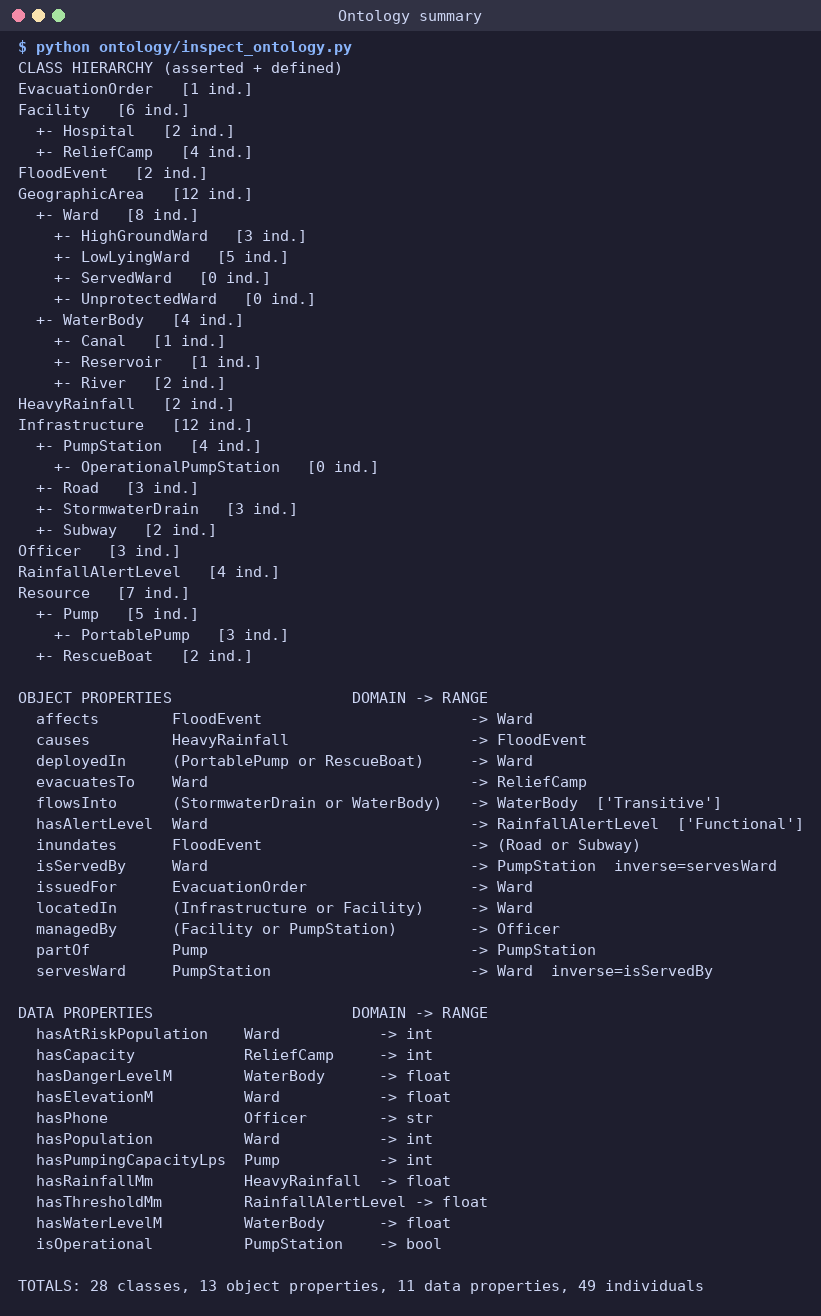 Ontology summary
$ python ontology/inspect_ontology.py
CLASS HIERARCHY (asserted + defined)
EvacuationOrder   [1 ind.]
Facility   [6 ind.]
  +- Hospital   [2 ind.]
  +- ReliefCamp   [4 ind.]
FloodEvent   [2 ind.]
GeographicArea   [12 ind.]
  +- Ward   [8 ind.]
    +- HighGroundWard   [3 ind.]
    +- LowLyingWard   [5 ind.]
    +- ServedWard   [0 ind.]
    +- UnprotectedWard   [0 ind.]
  +- WaterBody   [4 ind.]
    +- Canal   [1 ind.]
    +- Reservoir   [1 ind.]
    +- River   [2 ind.]
HeavyRainfall   [2 ind.]
Infrastructure   [12 ind.]
  +- PumpStation   [4 ind.]
    +- OperationalPumpStation   [0 ind.]
  +- Road   [3 ind.]
  +- StormwaterDrain   [3 ind.]
  +- Subway   [2 ind.]
Officer   [3 ind.]
RainfallAlertLevel   [4 ind.]
Resource   [7 ind.]
  +- Pump   [5 ind.]
    +- PortablePump   [3 ind.]
  +- RescueBoat   [2 ind.]

OBJECT PROPERTIES                    DOMAIN -> RANGE
  affects        FloodEvent                       -> Ward
  causes         HeavyRainfall                    -> FloodEvent
  deployedIn     (PortablePump or RescueBoat)     -> Ward
  evacuatesTo    Ward                             -> ReliefCamp
  flowsInto      (StormwaterDrain or WaterBody)   -> WaterBody  ['Transitive']
  hasAlertLevel  Ward                             -> RainfallAlertLevel  ['Functional']
  inundates      FloodEvent                       -> (Road or Subway)
  isServedBy     Ward                             -> PumpStation  inverse=servesWard
  issuedFor      EvacuationOrder                  -> Ward
  locatedIn      (Infrastructure or Facility)     -> Ward
  managedBy      (Facility or PumpStation)        -> Officer
  partOf         Pump                             -> PumpStation
  servesWard     PumpStation                      -> Ward  inverse=isServedBy

DATA PROPERTIES                      DOMAIN -> RANGE
  hasAtRiskPopulation    Ward           -> int
  hasCapacity            ReliefCamp     -> int
  hasDangerLevelM        WaterBody      -> float
  hasElevationM          Ward           -> float
  hasPhone               Officer        -> str
  hasPopulation          Ward           -> int
  hasPumpingCapacityLps  Pump           -> int
  hasRainfallMm          HeavyRainfall  -> float
  hasThresholdMm         RainfallAlertLevel -> float
  hasWaterLevelM         WaterBody      -> float
  isOperational          PumpStation    -> bool

TOTALS: 28 classes, 13 object properties, 11 data properties, 49 individuals